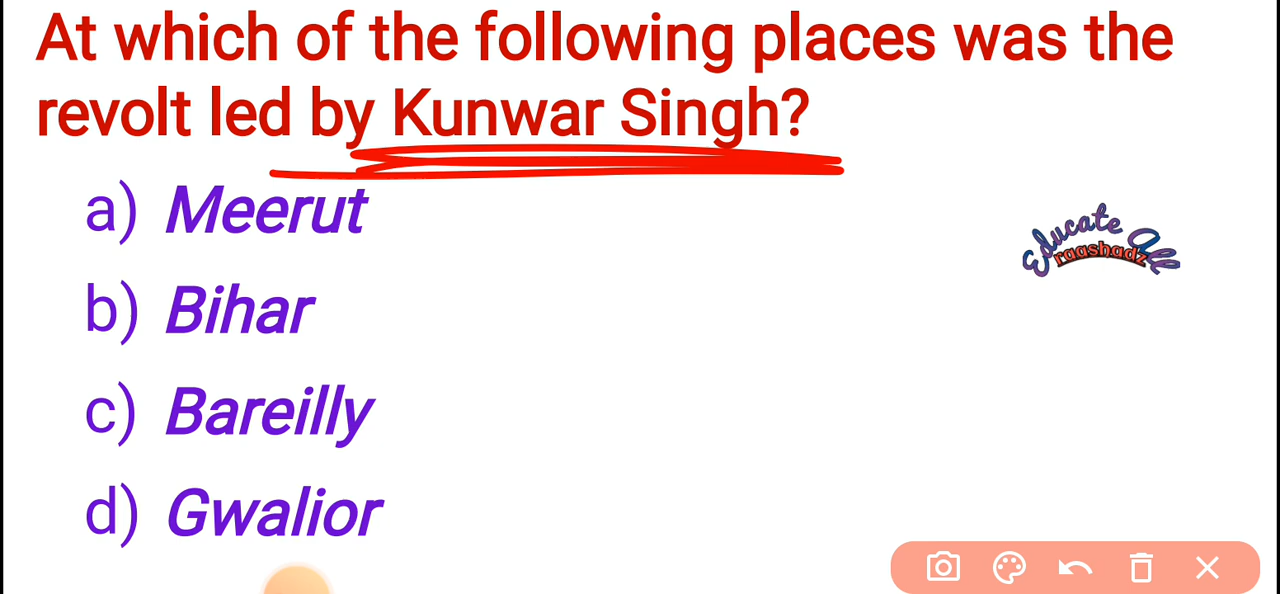 At which of the following places was the
revolt led by Kunwar Singh?
a) Meerut
b) Bihar
c) Bareilly
d) Gwalior
Educate All
raashadz